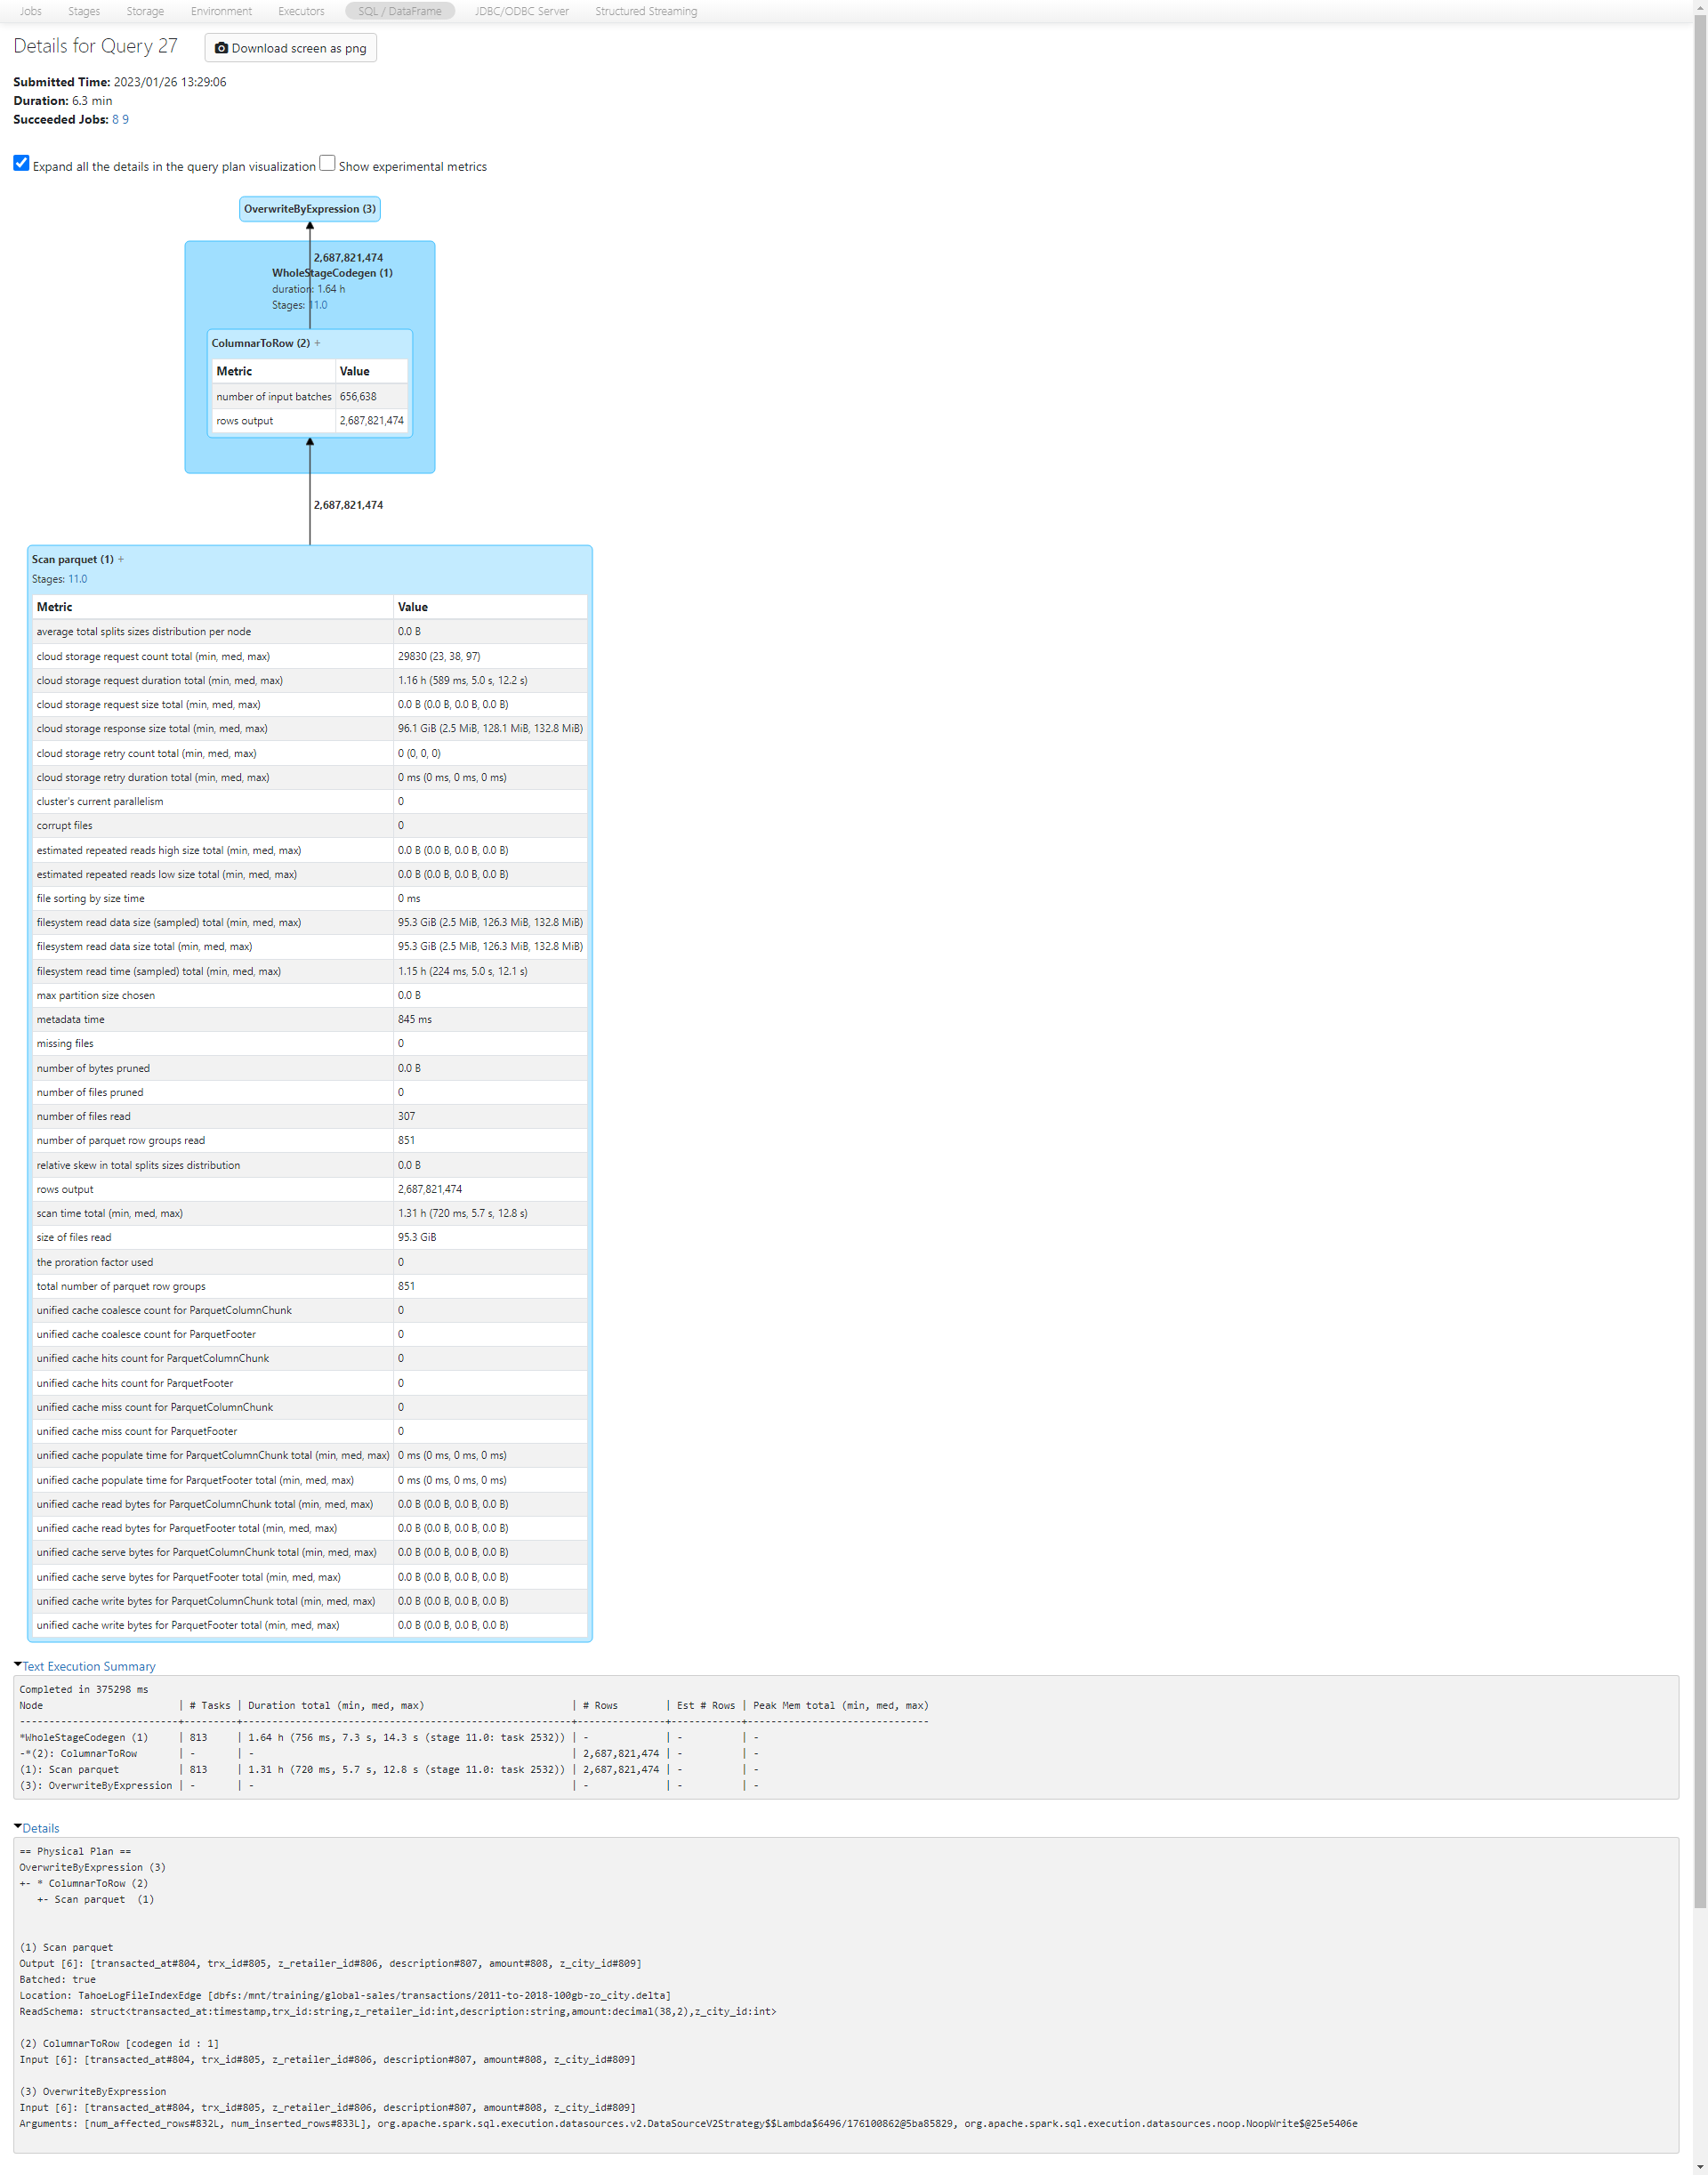 Jobs Stages Storage Environment Executors SQL / DataFrame JDBC/ODBC Server Structured Streaming
Details for Query 27 Download screen as png
Submitted Time: 2023/01/26 13:29:06
Duration: 6.3 min
Succeeded Jobs: 8 9
Expand all the details in the query plan visualization Show experimental metrics
OverwriteByExpression (3)
2,687,821,474
WholeStageCodegen (1)
duration: 1.64 h
Stages: 11.0
ColumnarToRow (2) +
Metric Value
number of input batches 656,638
rows output 2,687,821,474
2,687,821,474
Scan parquet (1) +
Stages: 11.0
Metric Value
average total splits sizes distribution per node 0.0 B
cloud storage request count total (min, med, max) 29830 (23, 38, 97)
cloud storage request duration total (min, med, max) 1.16 h (589 ms, 5.0 s, 12.2 s)
cloud storage request size total (min, med, max) 0.0 B (0.0 B, 0.0 B, 0.0 B)
cloud storage response size total (min, med, max) 96.1 GiB (2.5 MiB, 128.1 MiB, 132.8 MiB)
cloud storage retry count total (min, med, max) 0 (0, 0, 0)
cloud storage retry duration total (min, med, max) 0 ms (0 ms, 0 ms, 0 ms)
cluster's current parallelism 0
corrupt files 0
estimated repeated reads high size total (min, med, max) 0.0 B (0.0 B, 0.0 B, 0.0 B)
estimated repeated reads low size total (min, med, max) 0.0 B (0.0 B, 0.0 B, 0.0 B)
file sorting by size time 0 ms
filesystem read data size (sampled) total (min, med, max) 95.3 GiB (2.5 MiB, 126.3 MiB, 132.8 MiB)
filesystem read data size total (min, med, max) 95.3 GiB (2.5 MiB, 126.3 MiB, 132.8 MiB)
filesystem read time (sampled) total (min, med, max) 1.15 h (224 ms, 5.0 s, 12.1 s)
max partition size chosen 0.0 B
metadata time 845 ms
missing files 0
number of bytes pruned 0.0 B
number of files pruned 0
number of files read 307
number of parquet row groups read 851
relative skew in total splits sizes distribution 0.0 B
rows output 2,687,821,474
scan time total (min, med, max) 1.31 h (720 ms, 5.7 s, 12.8 s)
size of files read 95.3 GiB
the proration factor used 0
total number of parquet row groups 851
unified cache coalesce count for ParquetColumnChunk 0
unified cache coalesce count for ParquetFooter 0
unified cache hits count for ParquetColumnChunk 0
unified cache hits count for ParquetFooter 0
unified cache miss count for ParquetColumnChunk 0
unified cache miss count for ParquetFooter 0
unified cache populate time for ParquetColumnChunk total (min, med, max) 0 ms (0 ms, 0 ms, 0 ms)
unified cache populate time for ParquetFooter total (min, med, max) 0 ms (0 ms, 0 ms, 0 ms)
unified cache read bytes for ParquetColumnChunk total (min, med, max) 0.0 B (0.0 B, 0.0 B, 0.0 B)
unified cache read bytes for ParquetFooter total (min, med, max) 0.0 B (0.0 B, 0.0 B, 0.0 B)
unified cache serve bytes for ParquetColumnChunk total (min, med, max) 0.0 B (0.0 B, 0.0 B, 0.0 B)
unified cache serve bytes for ParquetFooter total (min, med, max) 0.0 B (0.0 B, 0.0 B, 0.0 B)
unified cache write bytes for ParquetColumnChunk total (min, med, max) 0.0 B (0.0 B, 0.0 B, 0.0 B)
unified cache write bytes for ParquetFooter total (min, med, max) 0.0 B (0.0 B, 0.0 B, 0.0 B)
Text Execution Summary
Completed in 375298 ms
Node | # Tasks | Duration total (min, med, max) | # Rows | Est # Rows | Peak Mem total (min, med, max)
*WholeStageCodegen (1) | 813 | 1.64 h (756 ms, 7.3 s, 14.3 s (stage 11.0: task 2532)) | - | - | -
-*(2): ColumnarToRow | - | - | 2,687,821,474 | - | -
(1): Scan parquet | 813 | 1.31 h (720 ms, 5.7 s, 12.8 s (stage 11.0: task 2532)) | 2,687,821,474 | - | -
(3): OverwriteByExpression | - | - | - | - | -
Details
== Physical Plan ==
OverwriteByExpression (3)
+- * ColumnarToRow (2)
+- Scan parquet (1)
(1) Scan parquet
Output [6]: [transacted_at#804, trx_id#805, z_retailer_id#806, description#807, amount#808, z_city_id#809]
Batched: true
Location: TahoeLogFileIndexEdge [dbfs:/mnt/training/global-sales/transactions/2011-to-2018-100gb-zo_city.delta]
ReadSchema: struct<transacted_at:timestamp,trx_id:string,z_retailer_id:int,description:string,amount:decimal(38,2),z_city_id:int>
(2) ColumnarToRow [codegen id : 1]
Input [6]: [transacted_at#804, trx_id#805, z_retailer_id#806, description#807, amount#808, z_city_id#809]
(3) OverwriteByExpression
Input [6]: [transacted_at#804, trx_id#805, z_retailer_id#806, description#807, amount#808, z_city_id#809]
Arguments: [num_affected_rows#832L, num_inserted_rows#833L], org.apache.spark.sql.execution.datasources.v2.DataSourceV2Strategy$$Lambda$6496/176100862@5ba85829, org.apache.spark.sql.execution.datasources.noop.NoopWrite$@25e5406e